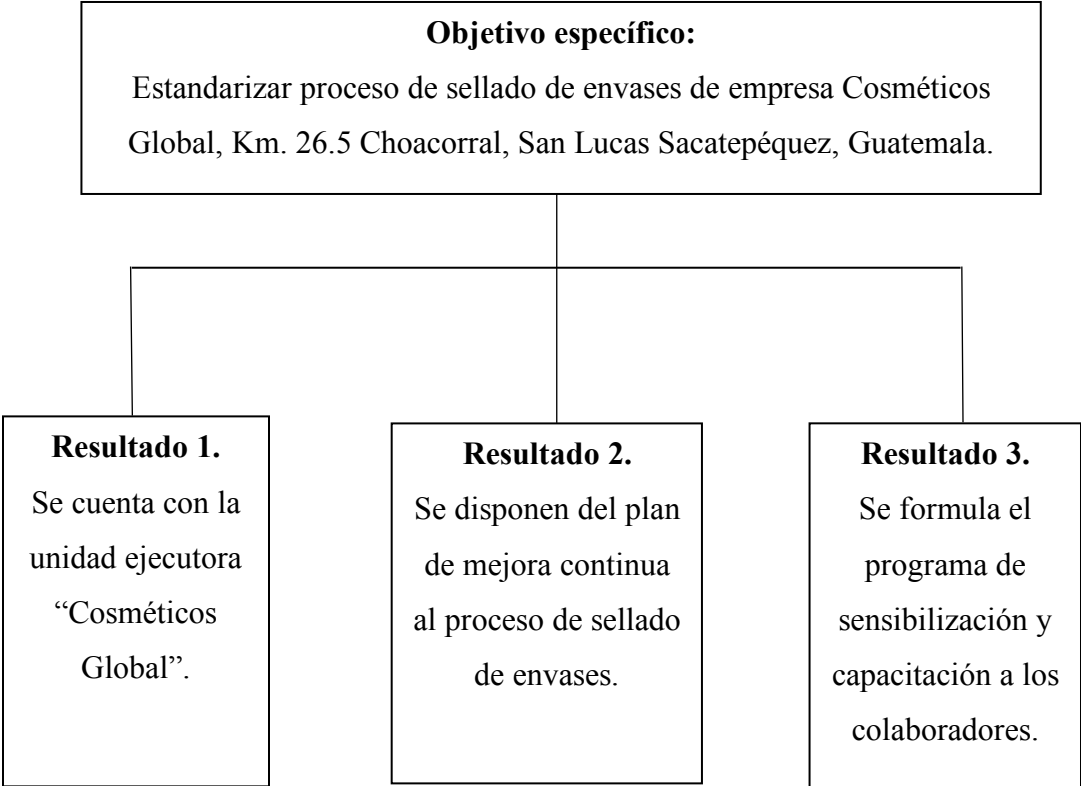 Objetivo específico:
Estandarizar proceso de sellado de envases de empresa Cosméticos
Global, Km. 26.5 Choacorral, San Lucas Sacatepéquez, Guatemala.
Resultado 1.
Se cuenta con la
unidad ejecutora
“Cosméticos
Global”.
Resultado 2.
Se disponen del plan
de mejora continua
al proceso de sellado
de envases.
Resultado 3.
Se formula el
programa de
sensibilización y
capacitación a los
colaboradores.